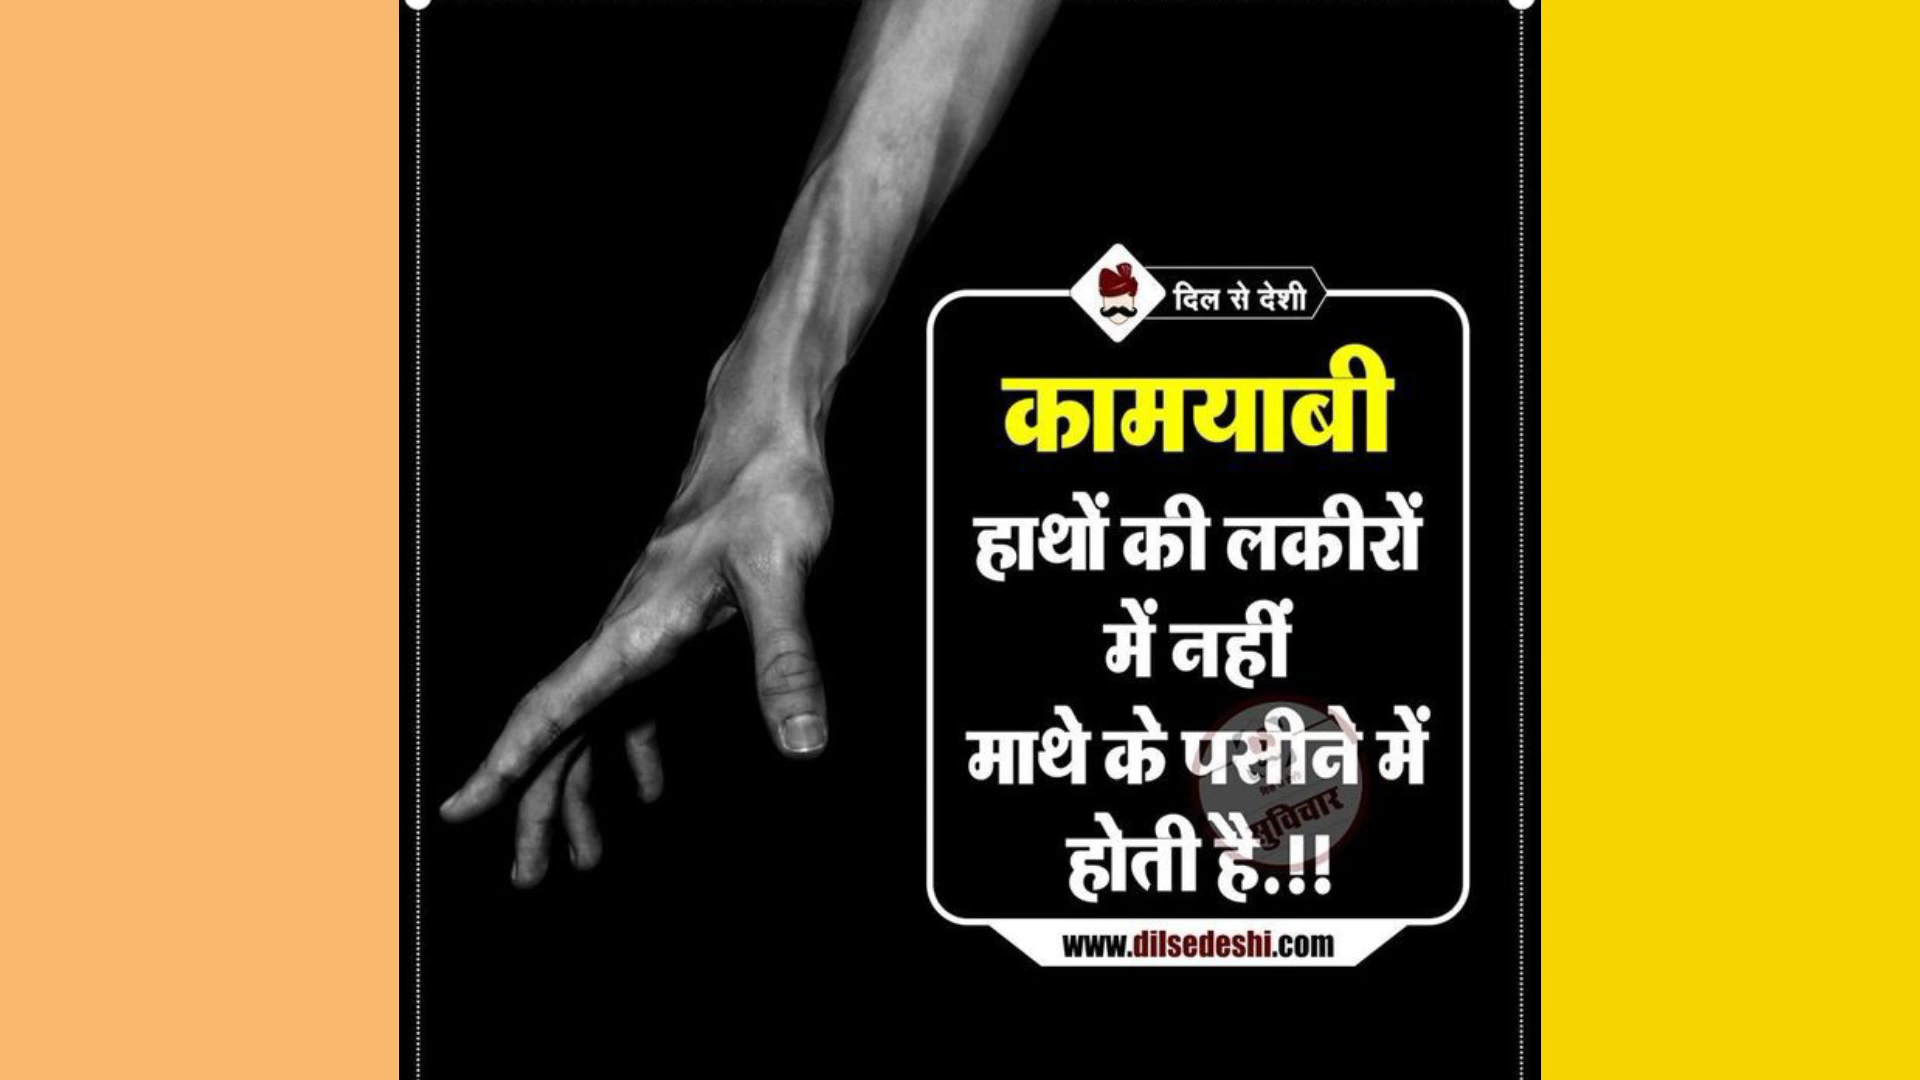 दिल से देशी
कामयाबी
हाथों की लकीरों
में नहीं
माथे के पसीने में
होती है.!!
सुविचार
www.dilsedeshi.com